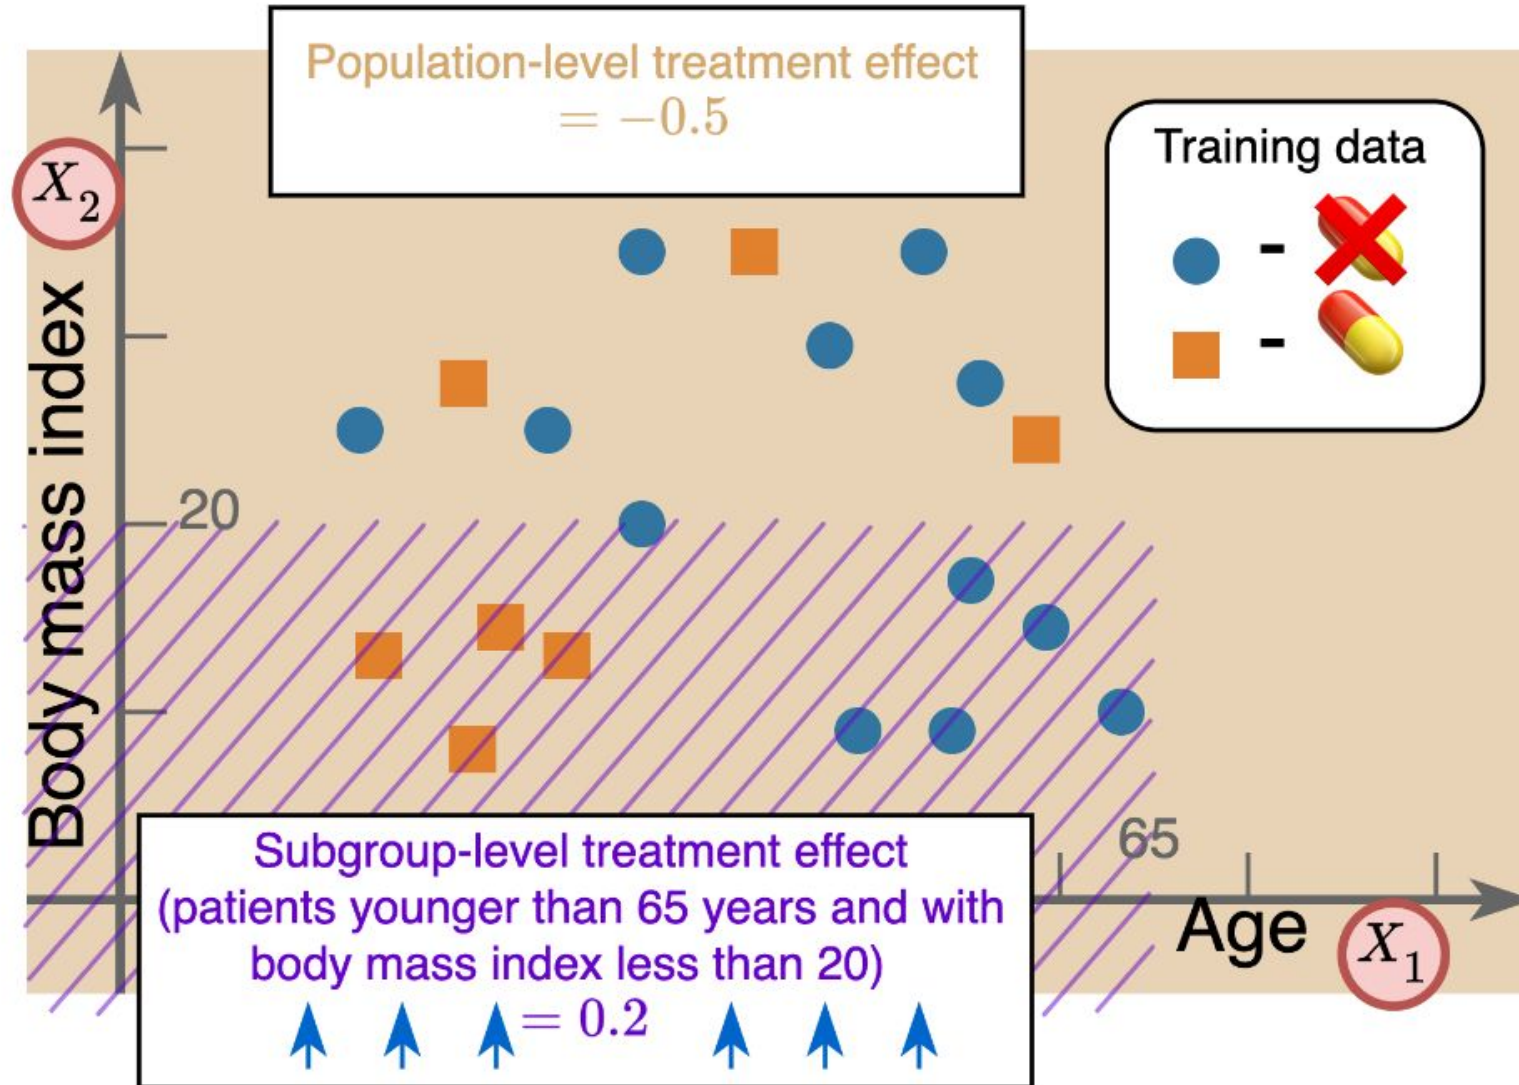 Population-level treatment effect
= −0.5
Training data
-
-
X₂
Body mass index
20
65
Age
X₁
Subgroup-level treatment effect
(patients younger than 65 years and with
body mass index less than 20)
= 0.2